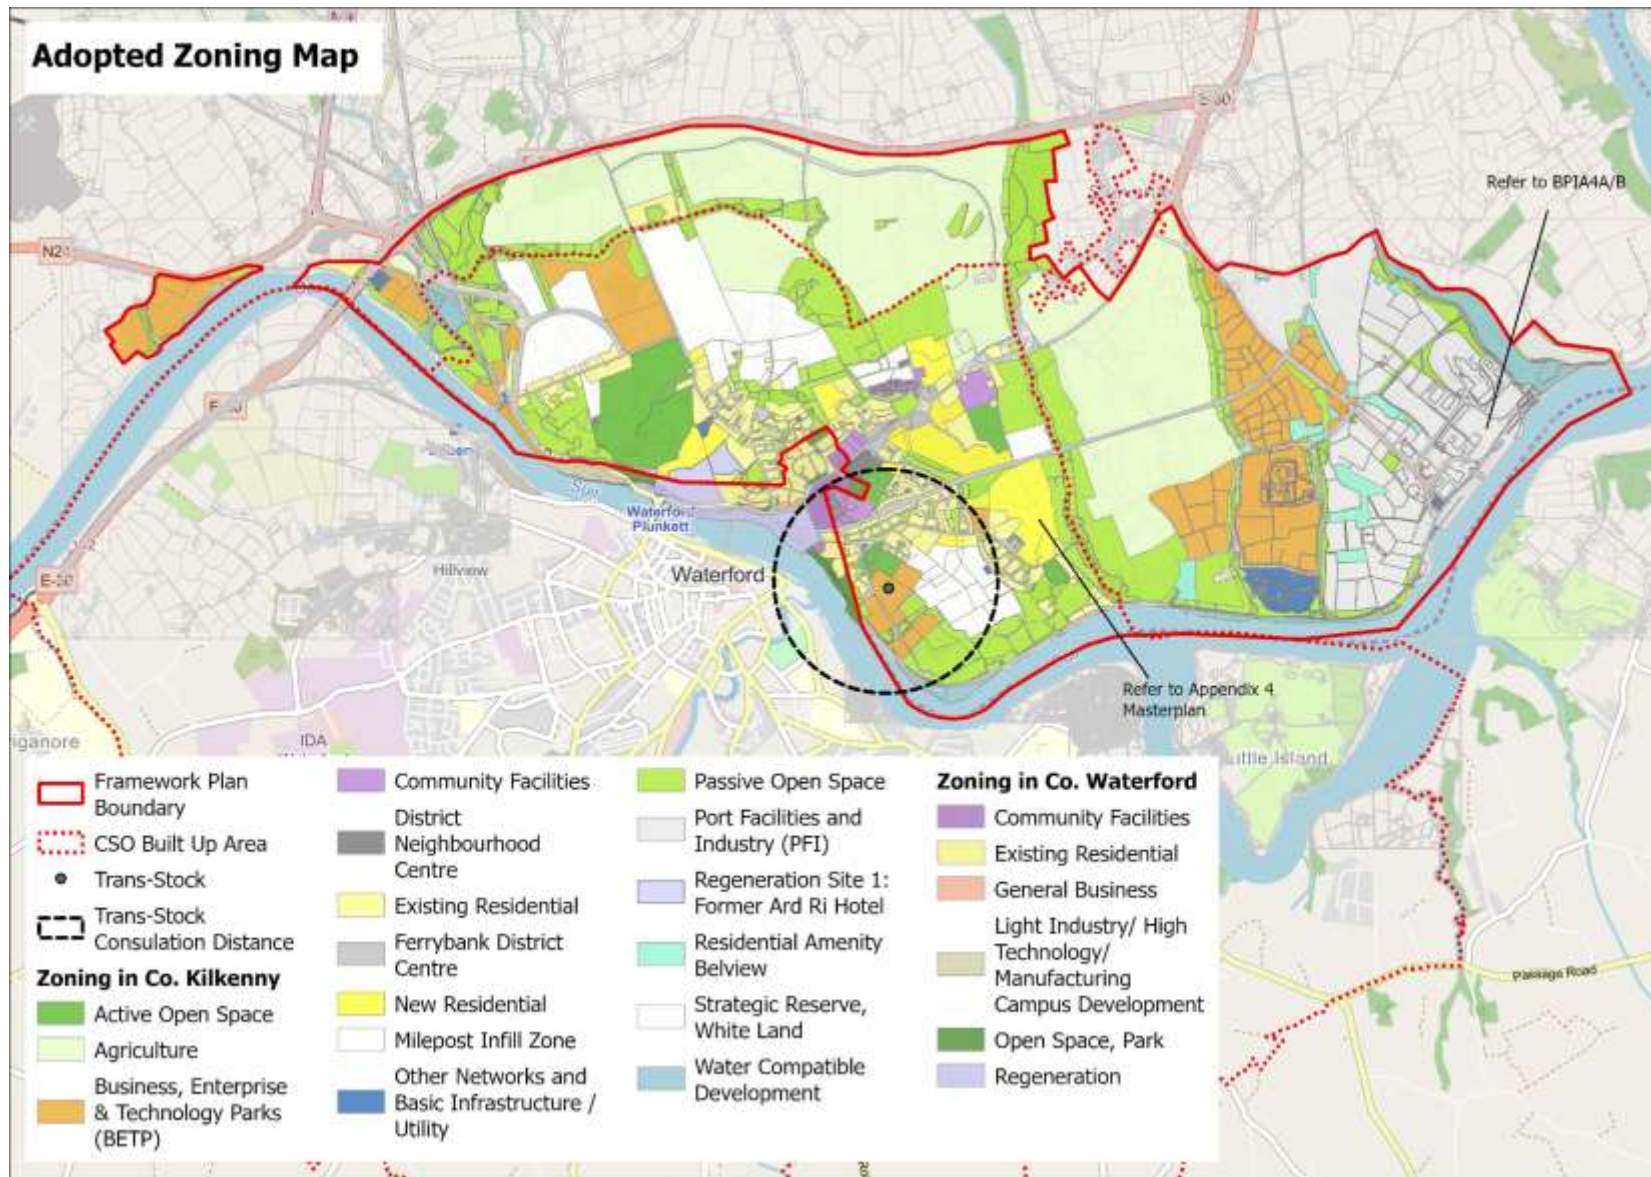 Adopted Zoning Map
Refer to BPIA4A/B
N24
Waterford
Plunkett
Waterford
Hillview
Refer to Appendix 4
Masterplan
IDA
Little Island
Passage Road
Framework Plan
Boundary
CSO Built Up Area
Trans-Stock
Trans-Stock
Consulation Distance
Zoning in Co. Kilkenny
Active Open Space
Agriculture
Business, Enterprise
& Technology Parks
(BETP)
Community Facilities
District
Neighbourhood
Centre
Existing Residential
Ferrybank District
Centre
New Residential
Milepost Infill Zone
Other Networks and
Basic Infrastructure /
Utility
Passive Open Space
Port Facilities and
Industry (PFI)
Regeneration Site 1:
Former Ard Ri Hotel
Residential Amenity
Belview
Strategic Reserve,
White Land
Water Compatible
Development
Zoning in Co. Waterford
Community Facilities
Existing Residential
General Business
Light Industry/ High
Technology/
Manufacturing
Campus Development
Open Space, Park
Regeneration